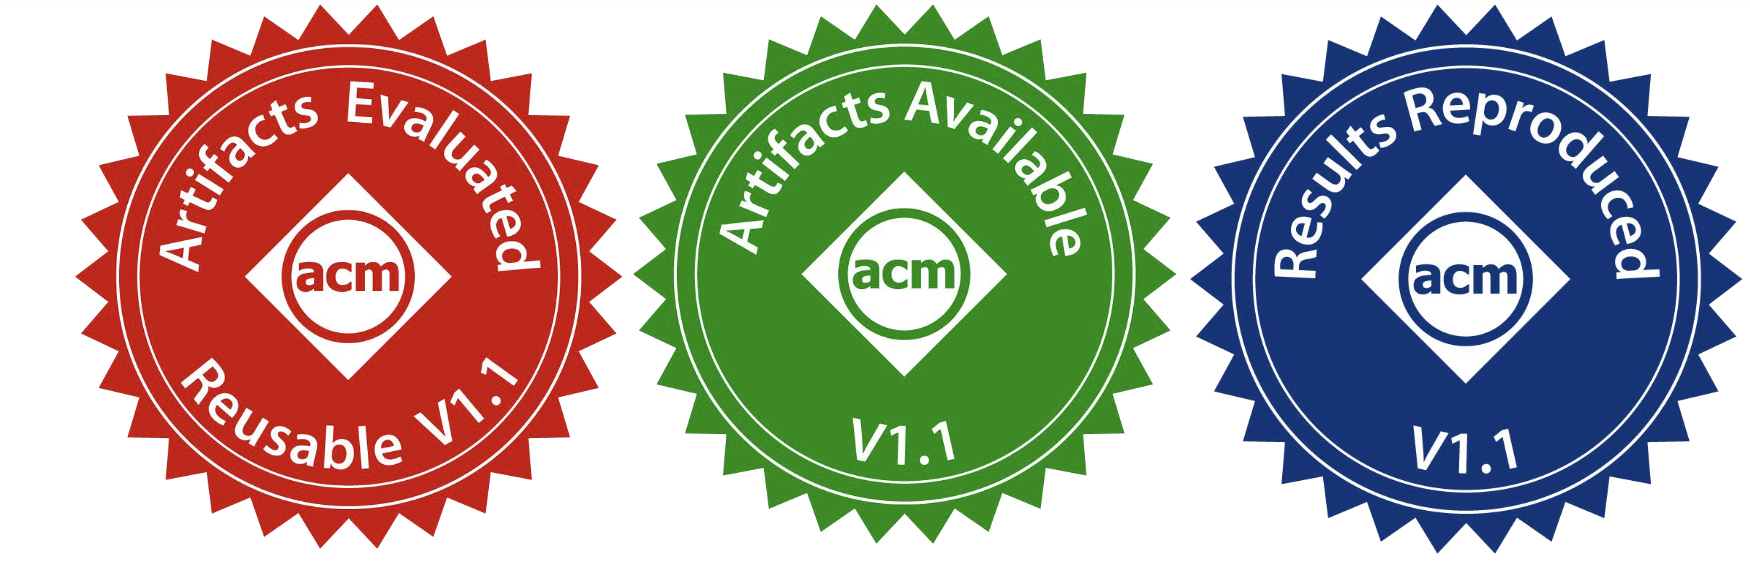 Artifacts Evaluated
acm
Reusable V1.1
Artifacts Available
acm
V1.1
Results Reproduced
acm
V1.1